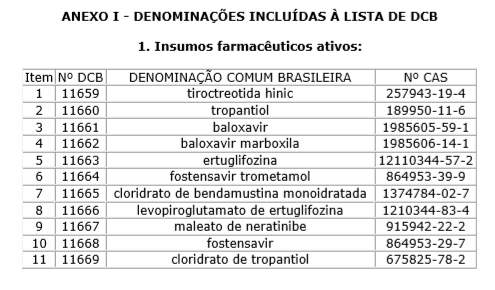 ANEXO I - DENOMINAÇÕES INCLUÍDAS À LISTA DE DCB
1. Insumos farmacêuticos ativos:
Item Nº DCB DENOMINAÇÃO COMUM BRASILEIRA Nº CAS
1 11659 tiroctreotida hinic 257943-19-4
2 11660 tropantiol 189950-11-6
3 11661 baloxavir 1985605-59-1
4 11662 baloxavir marboxila 1985606-14-1
5 11663 ertuglifozina 12110344-57-2
6 11664 fostensavir trometamol 864953-39-9
7 11665 cloridrato de bendamustina monoidratada 1374784-02-7
8 11666 levopiroglutamato de ertuglifozina 1210344-83-4
9 11667 maleato de neratinibe 915942-22-2
10 11668 fostensavir 864953-29-7
11 11669 cloridrato de tropantiol 675825-78-2